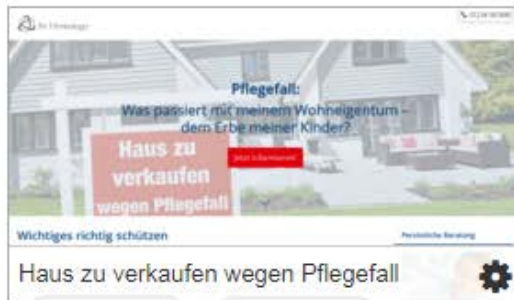 Pflegefall:
Was passiert mit meinem Wohneigentum –
dem Erbe meiner Kinder?
Jetzt informieren!
Haus zu
verkaufen
wegen Pflegefall
Wichtiges richtig schützen
Persönliche Beratung
Haus zu verkaufen wegen Pflegefall